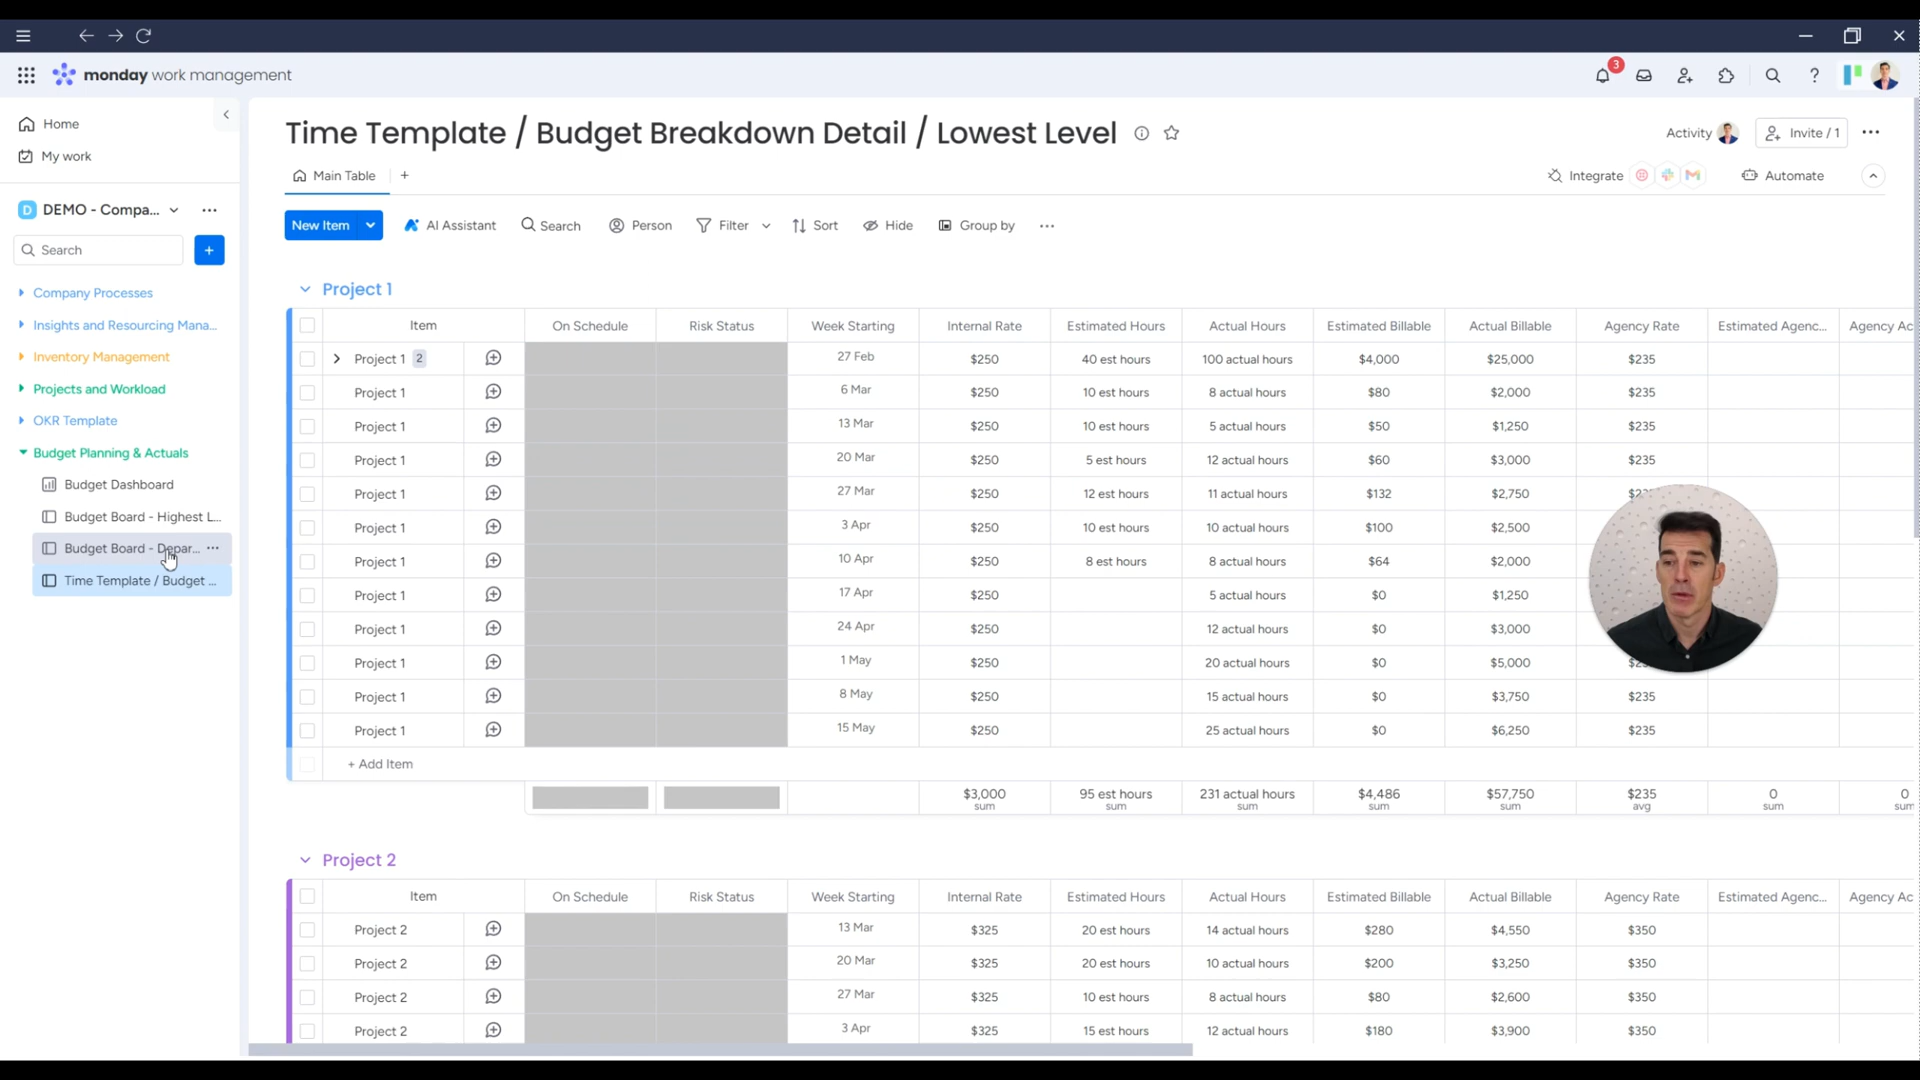 monday work management
3
Home
My work
D DEMO - Compa...
Search
+
Company Processes
Insights and Resourcing Mana...
Inventory Management
Projects and Workload
OKR Template
Budget Planning & Actuals
Budget Dashboard
Budget Board - Highest L...
Budget Board - Depar...
Time Template / Budget ...
Time Template / Budget Breakdown Detail / Lowest Level
Activity
Invite / 1
Main Table +
Integrate
Automate
New Item AI Assistant Search Person Filter Sort Hide Group by
Project 1
Item On Schedule Risk Status Week Starting Internal Rate Estimated Hours Actual Hours Estimated Billable Actual Billable Agency Rate Estimated Agenc... Agency Ac
Project 1 2 27 Feb $250 40 est hours 100 actual hours $4,000 $25,000 $235
Project 1 6 Mar $250 10 est hours 8 actual hours $80 $2,000 $235
Project 1 13 Mar $250 10 est hours 5 actual hours $50 $1,250 $235
Project 1 20 Mar $250 5 est hours 12 actual hours $60 $3,000 $235
Project 1 27 Mar $250 12 est hours 11 actual hours $132 $2,750
Project 1 3 Apr $250 10 est hours 10 actual hours $100 $2,500
Project 1 10 Apr $250 8 est hours 8 actual hours $64 $2,000
Project 1 17 Apr $250 5 actual hours $0 $1,250
Project 1 24 Apr $250 12 actual hours $0 $3,000
Project 1 1 May $250 20 actual hours $0 $5,000
Project 1 8 May $250 15 actual hours $0 $3,750 $235
Project 1 15 May $250 25 actual hours $0 $6,250 $235
+ Add Item
$3,000 95 est hours 231 actual hours $4,486 $57,750 $235 0 0
sum sum sum sum sum avg sum sum
Project 2
Item On Schedule Risk Status Week Starting Internal Rate Estimated Hours Actual Hours Estimated Billable Actual Billable Agency Rate Estimated Agenc... Agency Ac
Project 2 13 Mar $325 20 est hours 14 actual hours $280 $4,550 $350
Project 2 20 Mar $325 20 est hours 10 actual hours $200 $3,250 $350
Project 2 27 Mar $325 10 est hours 8 actual hours $80 $2,600 $350
Project 2 3 Apr $325 15 est hours 12 actual hours $180 $3,900 $350